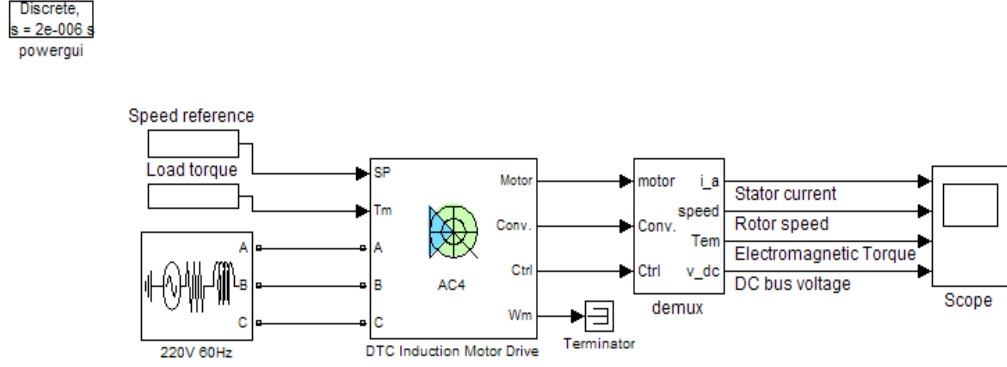 Discrete,
s = 2e-006 s
powergui
Speed reference
Load torque
A
B
C
220V 60Hz
SP
Tm
A
B
C
Motor
Conv.
Ctrl
Wm
AC4
DTC Induction Motor Drive
Terminator
motor
Conv.
Ctrl
i_a
speed
Tem
v_dc
demux
Stator current
Rotor speed
Electromagnetic Torque
DC bus voltage
Scope